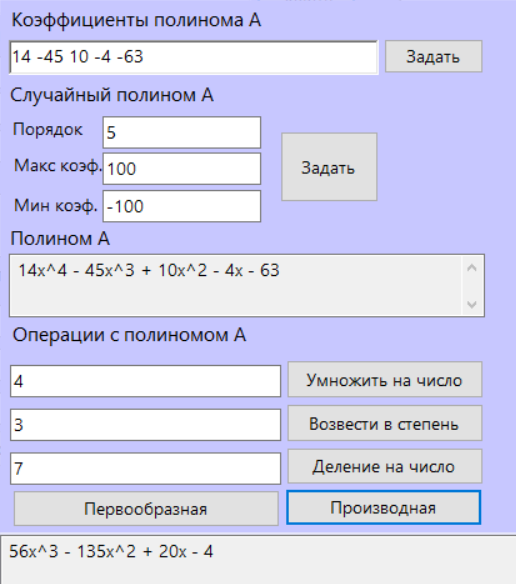 Коэффициенты полинома А
14 -45 10 -4 -63
Задать
Случайный полином А
Порядок
5
Макс коэф.
100
Задать
Мин коэф.
-100
Полином А
14x^4 - 45x^3 + 10x^2 - 4x - 63
Операции с полиномом А
4
Умножить на число
3
Возвести в степень
7
Деление на число
Первообразная
Производная
56x^3 - 135x^2 + 20x - 4